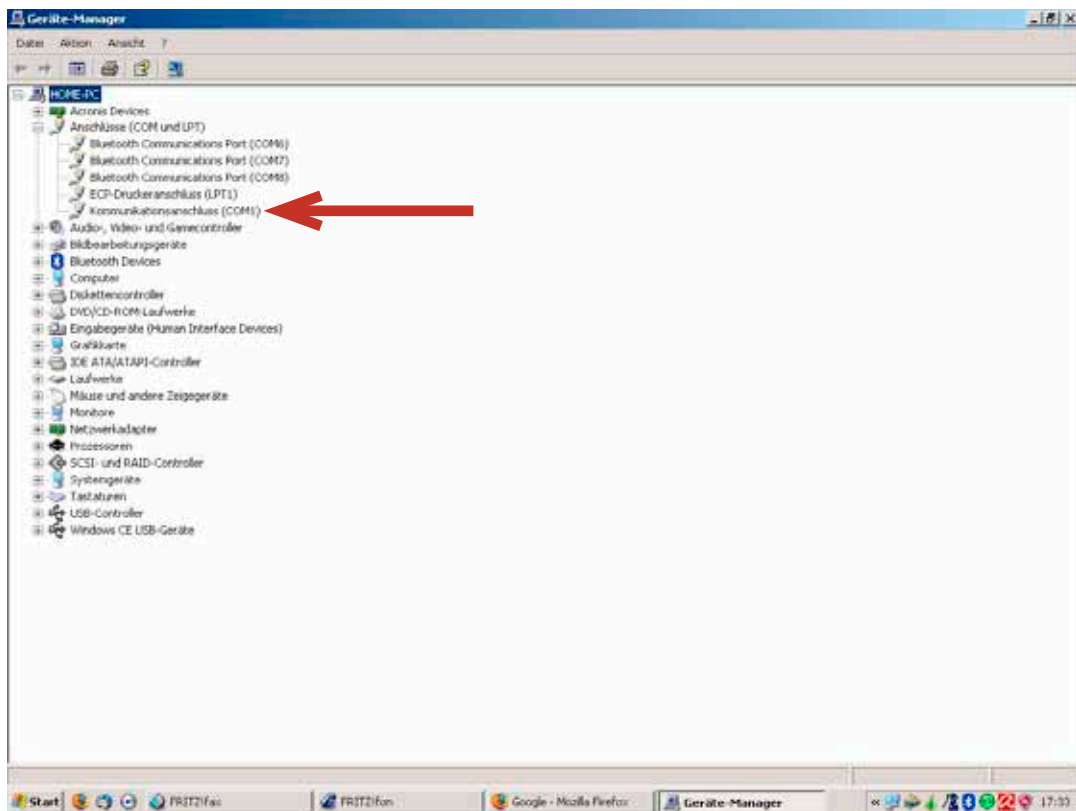 Geräte-Manager
Datei Aktion Ansicht ?
HOME-PC
Acronis Devices
Anschlüsse (COM und LPT)
Bluetooth Communications Port (COM6)
Bluetooth Communications Port (COM7)
Bluetooth Communications Port (COM8)
ECP-Druckeranschluss (LPT1)
Kommunikationsanschluss (COM1)
Audio-, Video- und Gamecontroller
Bildbearbeitungsgeräte
Bluetooth Devices
Computer
Diskettencontroller
DVD/CD-ROM-Laufwerke
Eingabegeräte (Human Interface Devices)
Grafikkarte
IDE ATA/ATAPI-Controller
Laufwerke
Mäuse und andere Zeigegeräte
Monitore
Netzwerkadapter
Prozessoren
SCSI- und RAID-Controller
Systemgeräte
Tastaturen
USB-Controller
Windows CE USB-Geräte
Start FRITZ!fax FRITZ!fon Google - Mozilla Firefox Geräte-Manager « 17:33